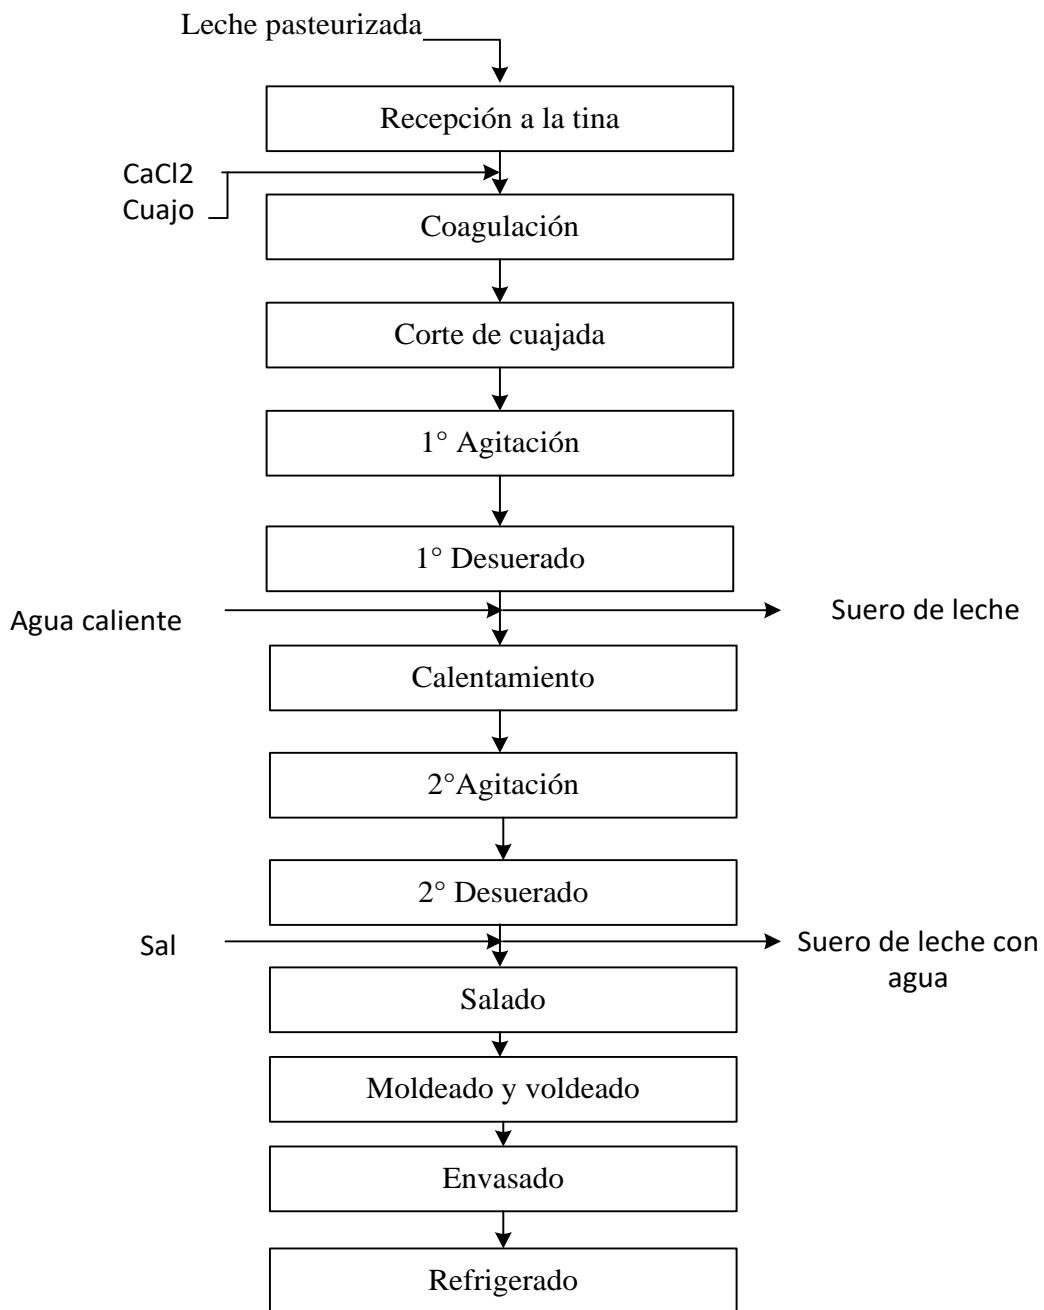 Leche pasteurizada
Recepción a la tina
CaCl2
Cuajo
Coagulación
Corte de cuajada
1° Agitación
1° Desuerado
Agua caliente
Suero de leche
Calentamiento
2°Agitación
2° Desuerado
Sal
Suero de leche con
agua
Salado
Moldeado y voldeado
Envasado
Refrigerado